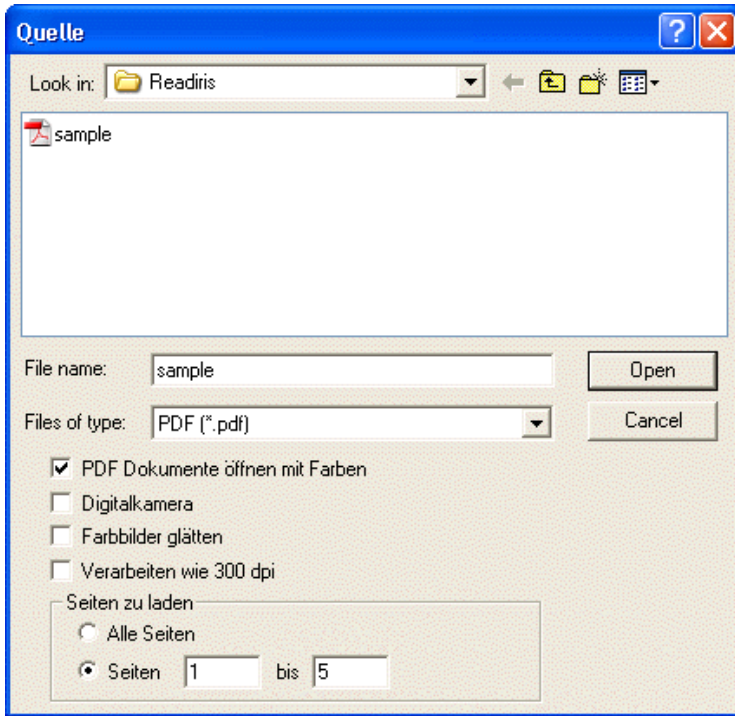 Quelle
Look in: Readiris
sample
File name: sample Open
Files of type: PDF (*.pdf) Cancel
PDF Dokumente öffnen mit Farben
Digitalkamera
Farbbilder glätten
Verarbeiten wie 300 dpi
Seiten zu laden
Alle Seiten
Seiten 1 bis 5